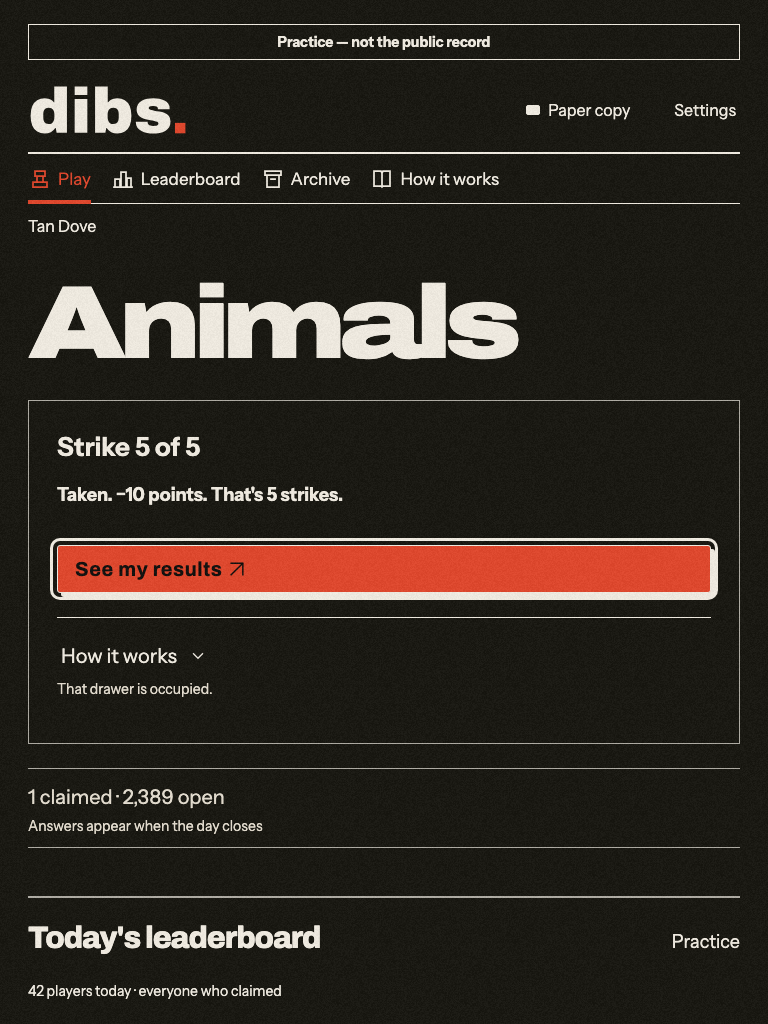 Practice — not the public record
dibs.
Paper copy
Settings
Play
Leaderboard
Archive
How it works
Tan Dove
Animals
Strike 5 of 5
Taken. −10 points. That's 5 strikes.
See my results
How it works
That drawer is occupied.
1 claimed · 2,389 open
Answers appear when the day closes
Today's leaderboard
Practice
42 players today · everyone who claimed